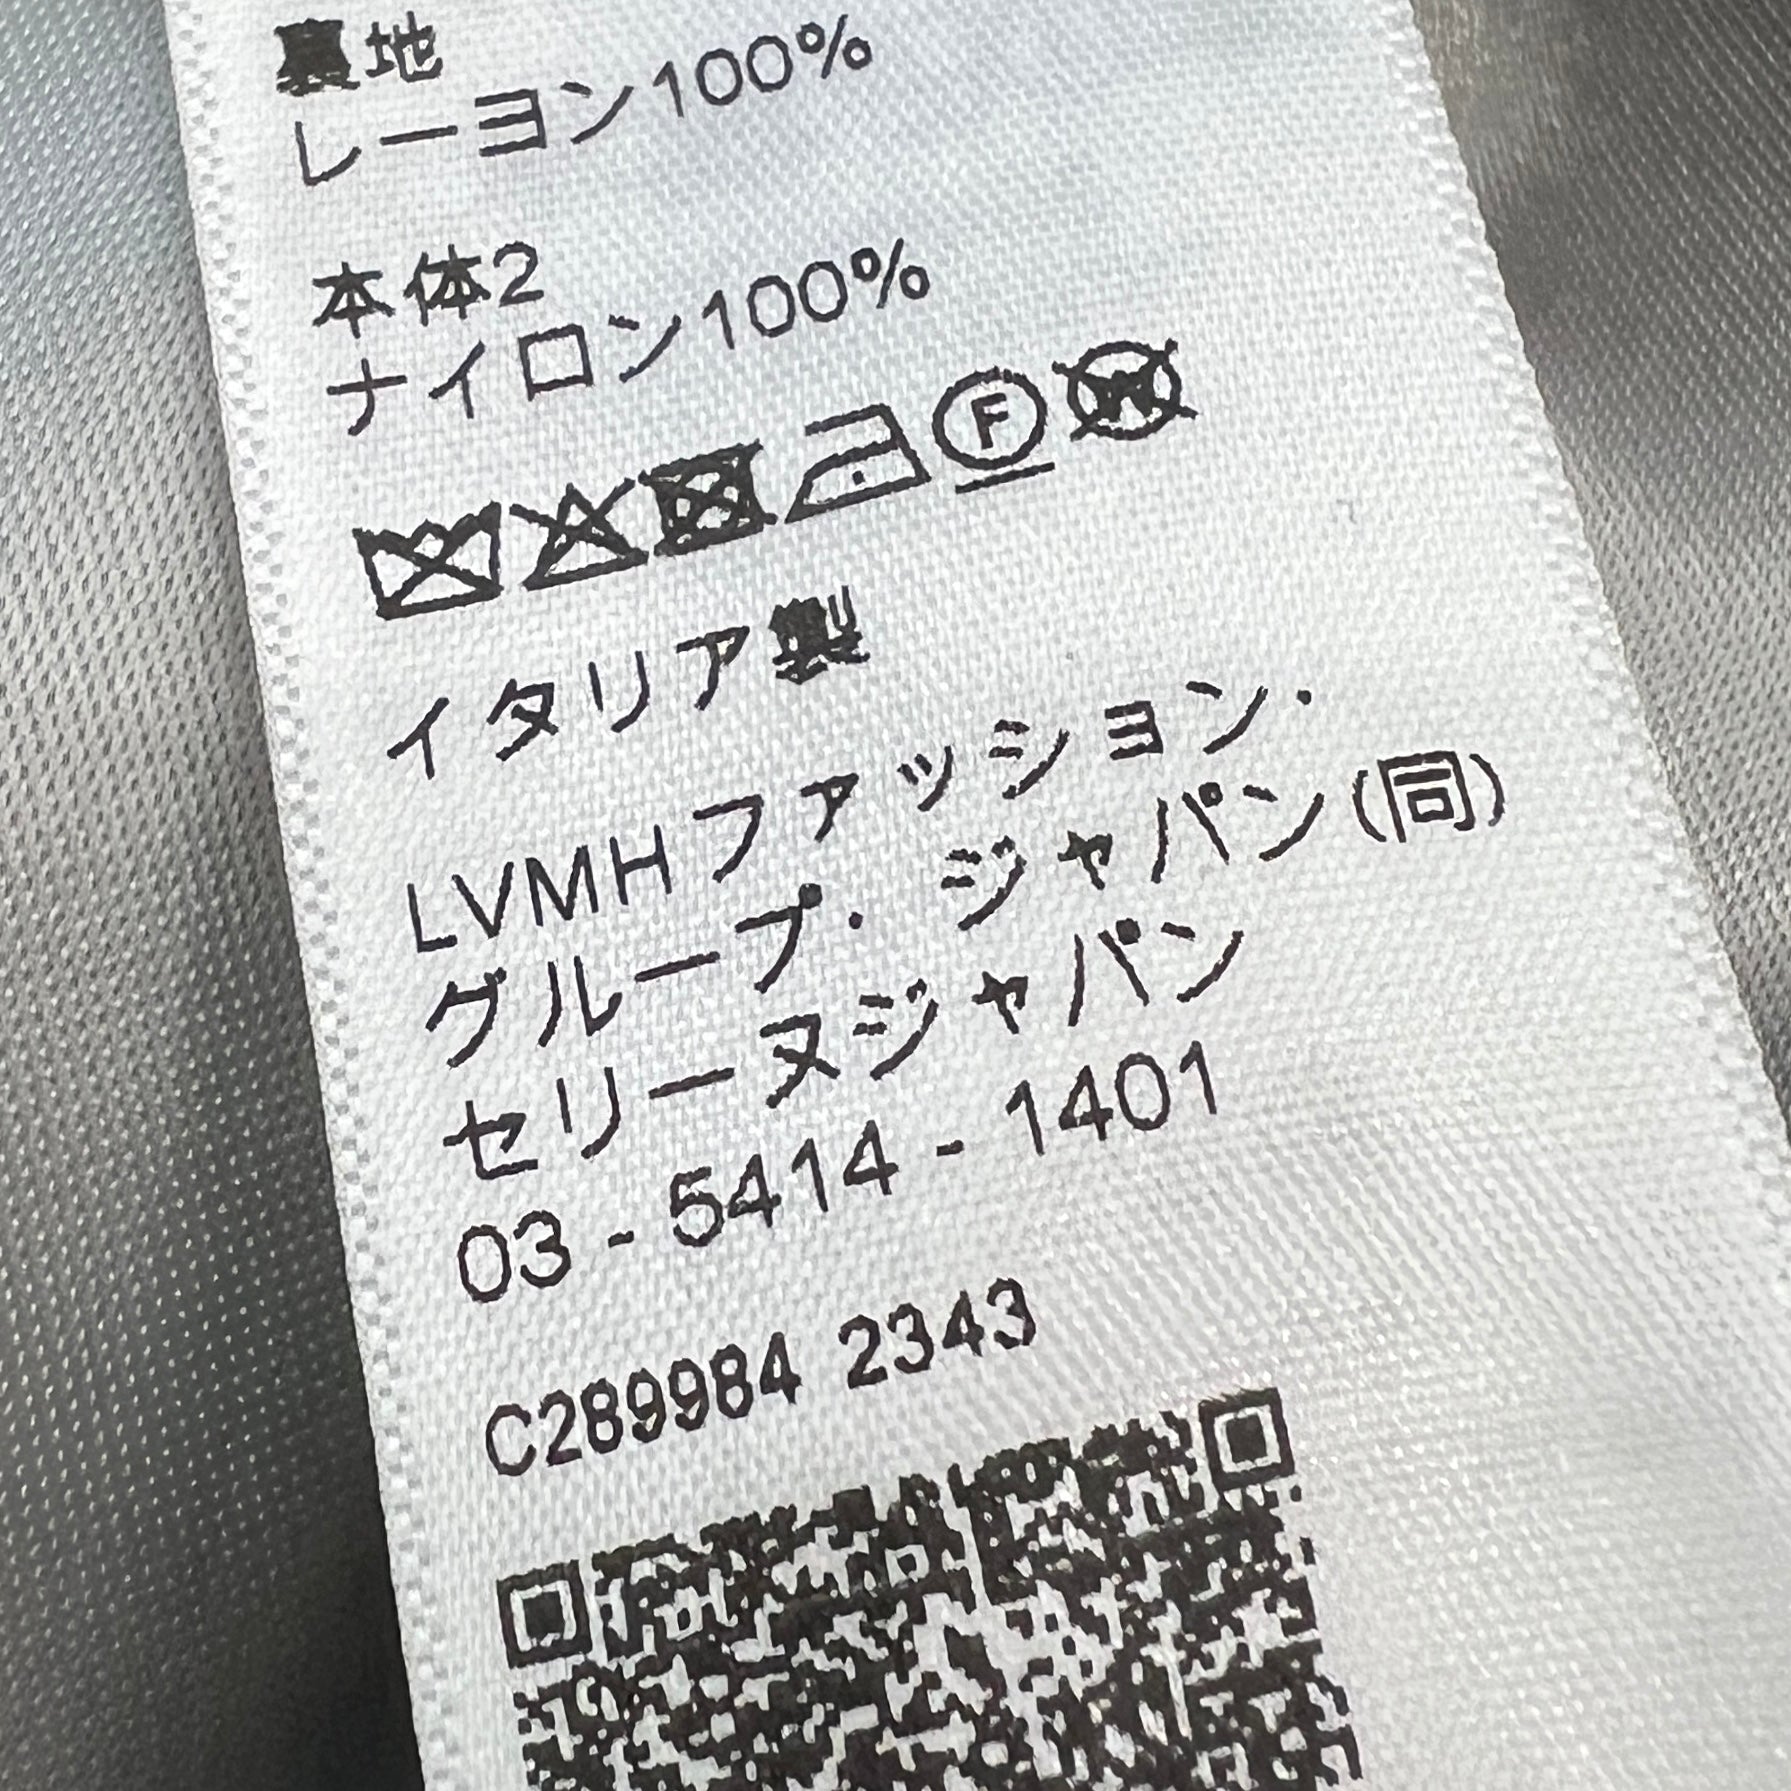 裏地
レーヨン100%
本体2
ナイロン100%
F W
イタリア製
LVMHファッション・
グループ・ジャパン(同)
セリーヌジャパン
03-5414-1401
C289984 2343